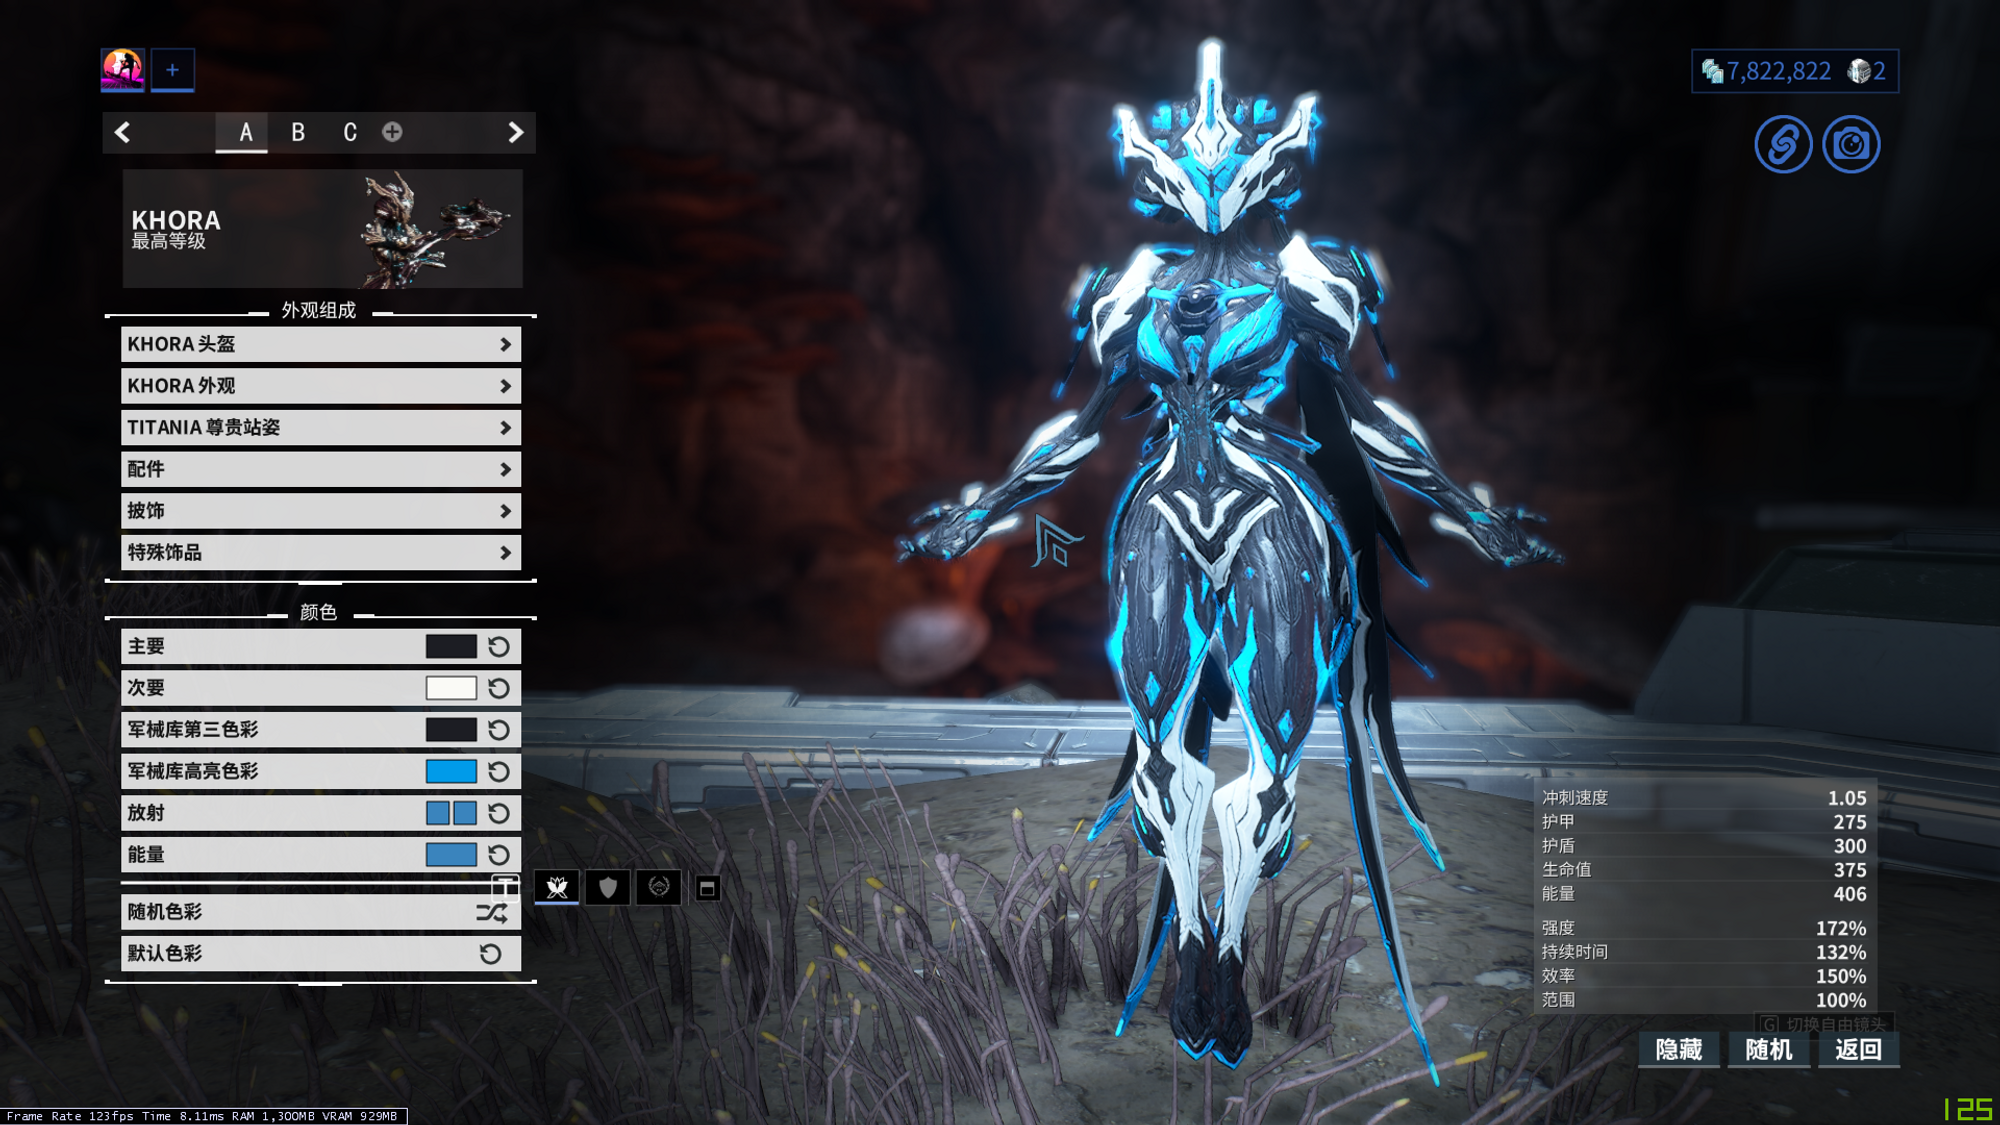 +
7,822,822 2
A B C
KHORA
最高等级
外观组成
KHORA 头盔
KHORA 外观
TITANIA 尊贵站姿
配件
披饰
特殊饰品
颜色
主要
次要
军械库第三色彩
军械库高亮色彩
放射
能量
T
随机色彩
默认色彩
冲刺速度 1.05
护甲 275
护盾 300
生命值 375
能量 406
强度 172%
持续时间 132%
效率 150%
范围 100%
G 切换自由镜头
隐藏 随机 返回
Frame Rate 123fps Time 8.11ms RAM 1,300MB VRAM 929MB
125